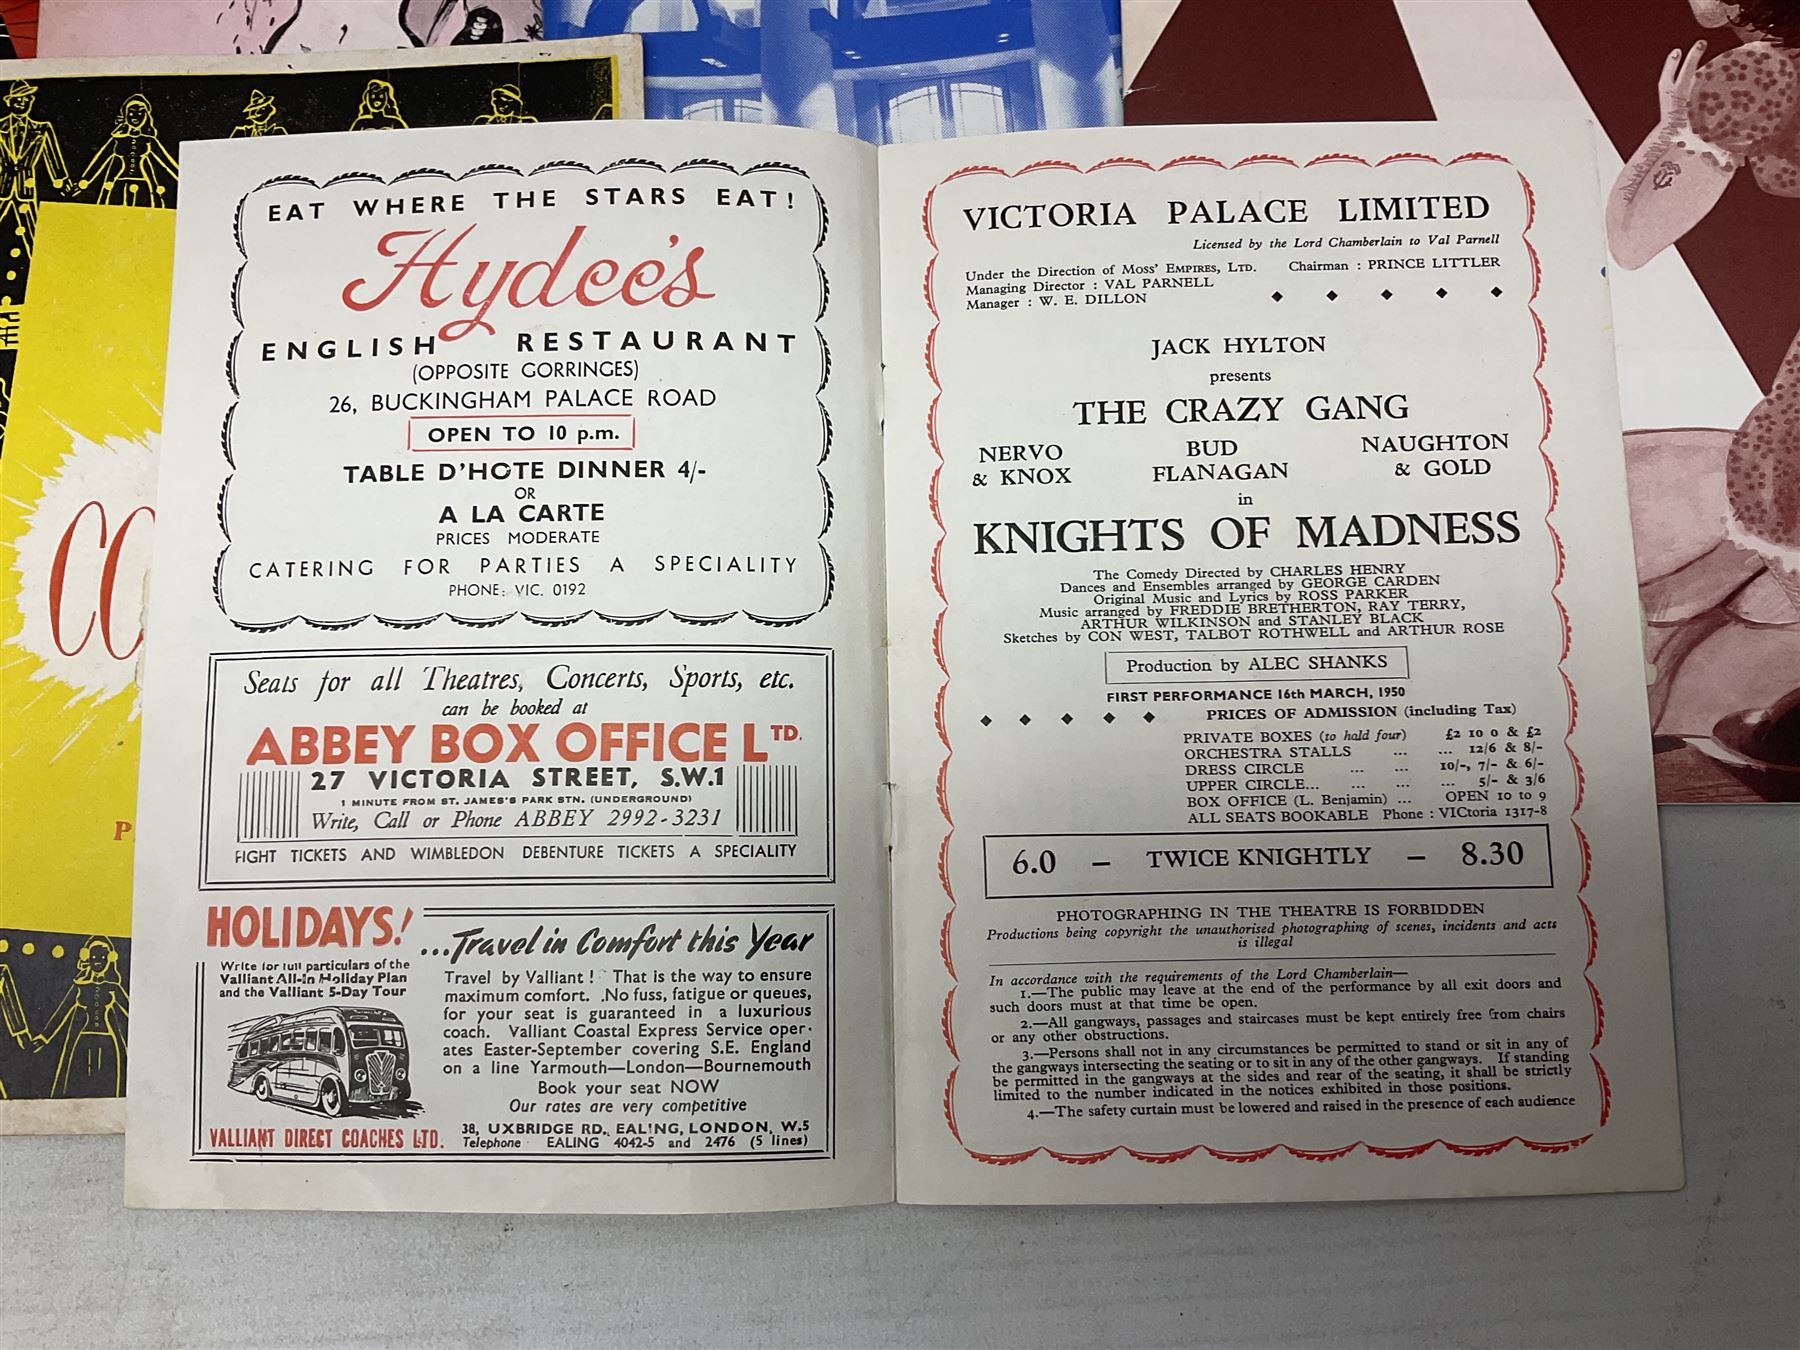 EAT WHERE THE STARS EAT!
Hydee's
ENGLISH RESTAURANT
(OPPOSITE GORRINGES)
26, BUCKINGHAM PALACE ROAD
OPEN TO 10 p.m.
TABLE D'HOTE DINNER 4/-
OR
A LA CARTE
PRICES MODERATE
CATERING FOR PARTIES A SPECIALITY
PHONE: VIC. 0192
Seats for all Theatres, Concerts, Sports, etc.
can be booked at
ABBEY BOX OFFICE LTD.
27 VICTORIA STREET, S.W.1
1 MINUTE FROM ST. JAMES'S PARK STN. (UNDERGROUND)
Write, Call or Phone ABBEY 2992-3231
FIGHT TICKETS AND WIMBLEDON DEBENTURE TICKETS A SPECIALITY
HOLIDAYS!
...Travel in Comfort this Year
Write for full particulars of the
Valliant All-in Holiday Plan
and the Valliant 5-Day Tour
Travel by Valliant! That is the way to ensure
maximum comfort. No fuss, fatigue or queues,
for your seat is guaranteed in a luxurious
coach. Valliant Coastal Express Service oper-
ates Easter-September covering S.E. England
on a line Yarmouth—London—Bournemouth
Book your seat NOW
Our rates are very competitive
VALLIANT DIRECT COACHES LTD.
38, UXBRIDGE RD., EALING, LONDON, W.5
Telephone EALING 4042-5 and 2476 (5 lines)
VICTORIA PALACE LIMITED
Licensed by the Lord Chamberlain to Val Parnell
Under the Direction of MOSS' EMPIRES, LTD. Chairman : PRINCE LITTLER
Managing Director : VAL PARNELL
Manager : W. E. DILLON
JACK HYLTON
presents
THE CRAZY GANG
NERVO BUD NAUGHTON
& KNOX FLANAGAN & GOLD
in
KNIGHTS OF MADNESS
The Comedy Directed by CHARLES HENRY
Dances and Ensembles arranged by GEORGE CARDEN
Original Music and Lyrics by ROSS PARKER
Music arranged by FREDDIE BRETHERTON, RAY TERRY,
ARTHUR WILKINSON and STANLEY BLACK
Sketches by CON WEST, TALBOT ROTHWELL and ARTHUR ROSE
Production by ALEC SHANKS
FIRST PERFORMANCE 16th MARCH, 1950
PRICES OF ADMISSION (including Tax)
PRIVATE BOXES (to hold four) £2 10 0 & £2
ORCHESTRA STALLS ... ... 12/6 & 8/-
DRESS CIRCLE ... ... 10/-, 7/- & 6/-
UPPER CIRCLE... ... ... ... 5/- & 3/6
BOX OFFICE (L. Benjamin) ... OPEN 10 to 9
ALL SEATS BOOKABLE Phone : VICtoria 1317-8
6.0 – TWICE KNIGHTLY – 8.30
PHOTOGRAPHING IN THE THEATRE IS FORBIDDEN
Productions being copyright the unauthorised photographing of scenes, incidents and acts
is illegal
In accordance with the requirements of the Lord Chamberlain—
1.—The public may leave at the end of the performance by all exit doors and
such doors must at that time be open.
2.—All gangways, passages and staircases must be kept entirely free from chairs
or any other obstructions.
3.—Persons shall not in any circumstances be permitted to stand or sit in any of
the gangways intersecting the seating or to sit in any of the other gangways. If standing
be permitted in the gangways at the sides and rear of the seating, it shall be strictly
limited to the number indicated in the notices exhibited in those positions.
4.—The safety curtain must be lowered and raised in the presence of each audience